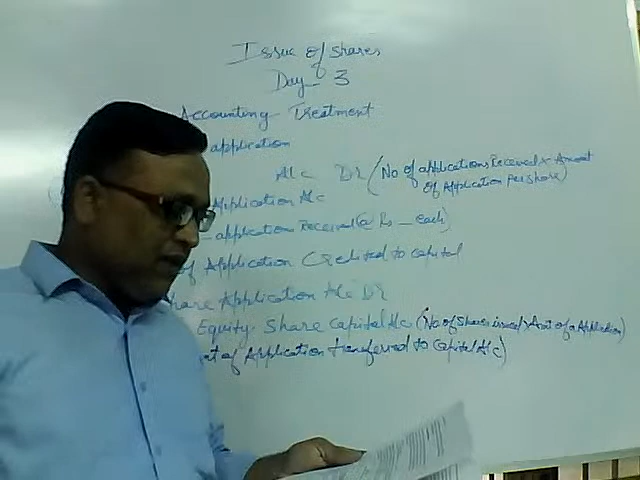 Issue of shares
Day- 3
Accounting Treatment
application
A/c Dr (No of applications Received x Amount
of Application per share)
Application A/c
_ applications Received @ Rs _ each)
of Application Credited to capital
Share Application A/c Dr
Equity Share Capital A/c (No of shares issued x Amt of Application)
of Application transferred to Capital A/c)